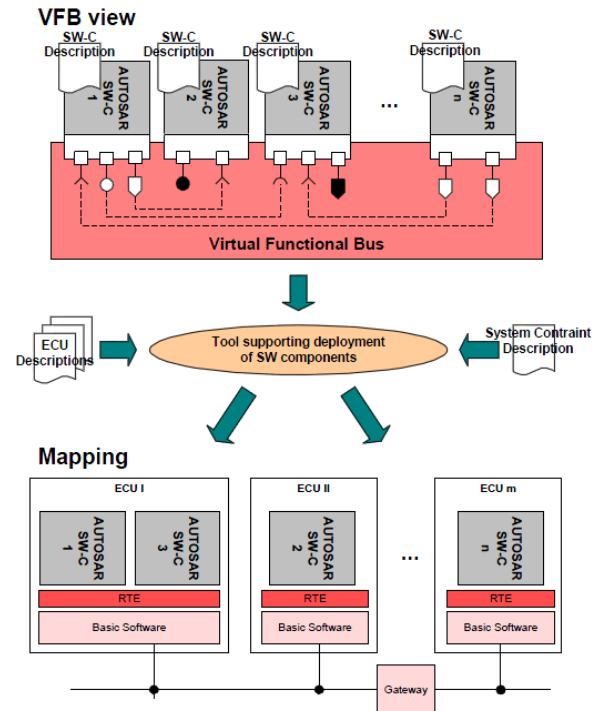 VFB view
SW-C
Description
SW-C
Description
SW-C
Description
SW-C
Description
AUTOSAR
SW-C
1
AUTOSAR
SW-C
2
AUTOSAR
SW-C
3
...
AUTOSAR
SW-C
n
Virtual Functional Bus
ECU
Descriptions
Tool supporting deployment
of SW components
System Contraint
Description
Mapping
ECU I
ECU II
ECU m
AUTOSAR
SW-C
1
AUTOSAR
SW-C
3
AUTOSAR
SW-C
2
...
AUTOSAR
SW-C
n
RTE
RTE
RTE
Basic Software
Basic Software
Basic Software
Gateway